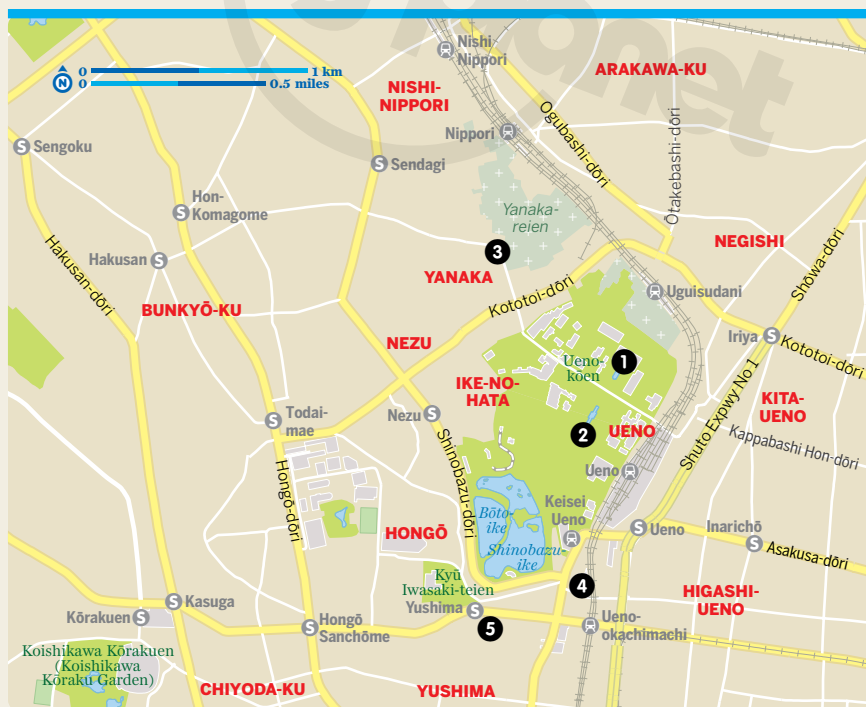 Nishi
Nippori
ARAKAWA-KU
0 1 km
N
0 0.5 miles
NISHI-
NIPPORI
Ogubashi-dōri
Nippori
Ōtakebashi-dōri
S Sengoku
S Sendagi
Yanaka-
reien
Hon-
S Komagome
NEGISHI
Shōwa-dōri
3
Hakusan S
Hakusan-dōri
YANAKA
Kototoi-dōri
Uguisudani
BUNKYŌ-KU
Iriya S
Kototoi-dōri
NEZU
Ueno-
kōen
1
IKE-NO-
HATA
Shuto Expwy No 1
KITA-
UENO
Todai-
S mae
Nezu S
2
UENO
Kappabashi Hon-dōri
Shinobazu-dōri
Ueno
Hongō-dōri
Keisei
Ueno
Bōto-
ike
S Ueno
Inarichō
S
HONGŌ
Shinobazu-
ike
Asakusa-dōri
Kyū
Iwasaki-teien
4
HIGASHI-
UENO
S Kasuga
Yushima S
Kōrakuen S
S Hongō
Sanchōme
5
Ueno-
okachimachi
Koishikawa Kōrakuen
(Koishikawa
Kōraku Garden)
CHIYODA-KU
YUSHIMA
planet